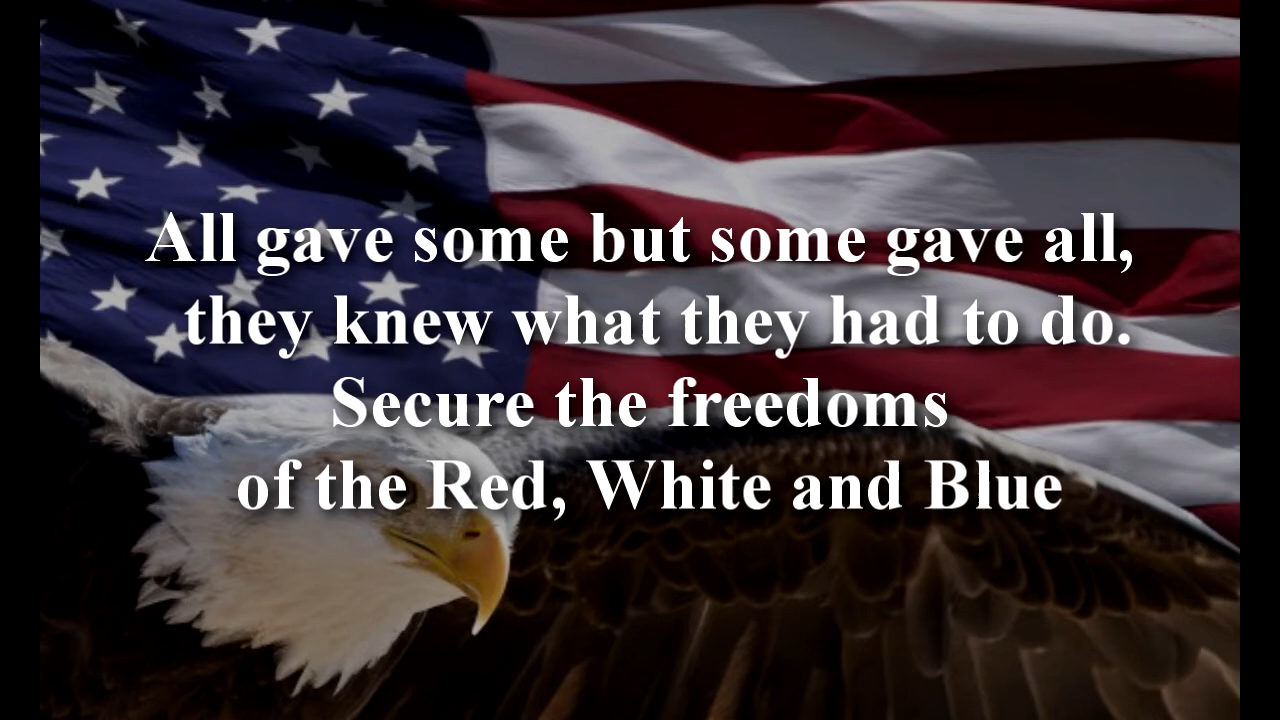 All gave some but some gave all,
they knew what they had to do.
Secure the freedoms
of the Red, White and Blue